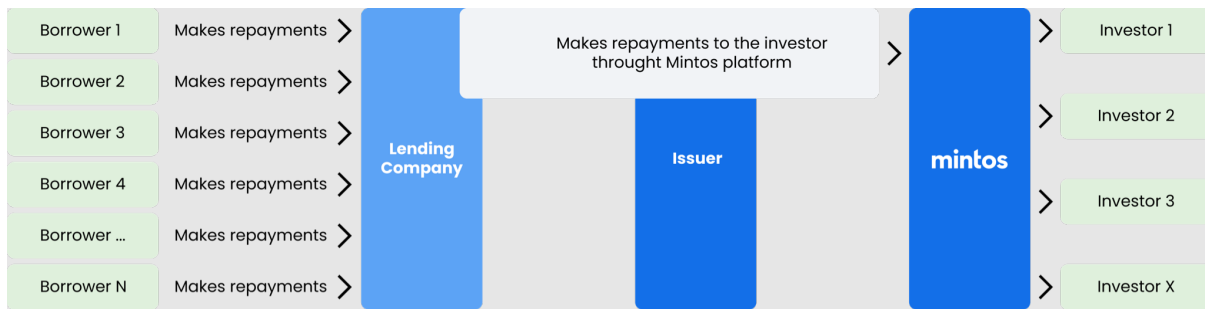 Borrower 1
Makes repayments
Borrower 2
Makes repayments
Borrower 3
Makes repayments
Borrower 4
Makes repayments
Borrower ...
Makes repayments
Borrower N
Makes repayments
Lending
Company
Makes repayments to the investor
throught Mintos platform
Issuer
mintos
Investor 1
Investor 2
Investor 3
Investor X